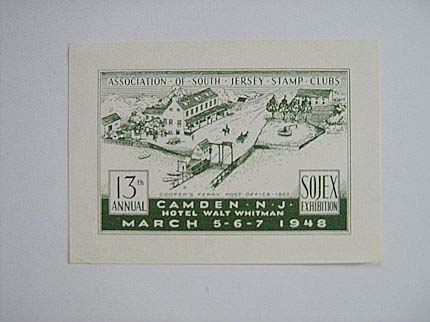 ASSOCIATION · OF · SOUTH · JERSEY · STAMP · CLUBS
COOPER'S FERRY POST OFFICE - 1803
13th
ANNUAL
CAMDEN · N · J ·
HOTEL WALT WHITMAN
MARCH 5-6-7 1948
SOJEX
EXHIBITION